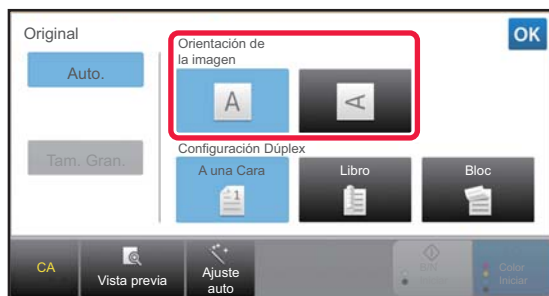 Original
OK
Orientación de
la imagen
Auto.
A
A
Configuración Dúplex
Tam. Gran.
A una Cara
Libro
Bloc
1
CA
Vista previa
Ajuste
auto
B/N
Iniciar
Color
Iniciar